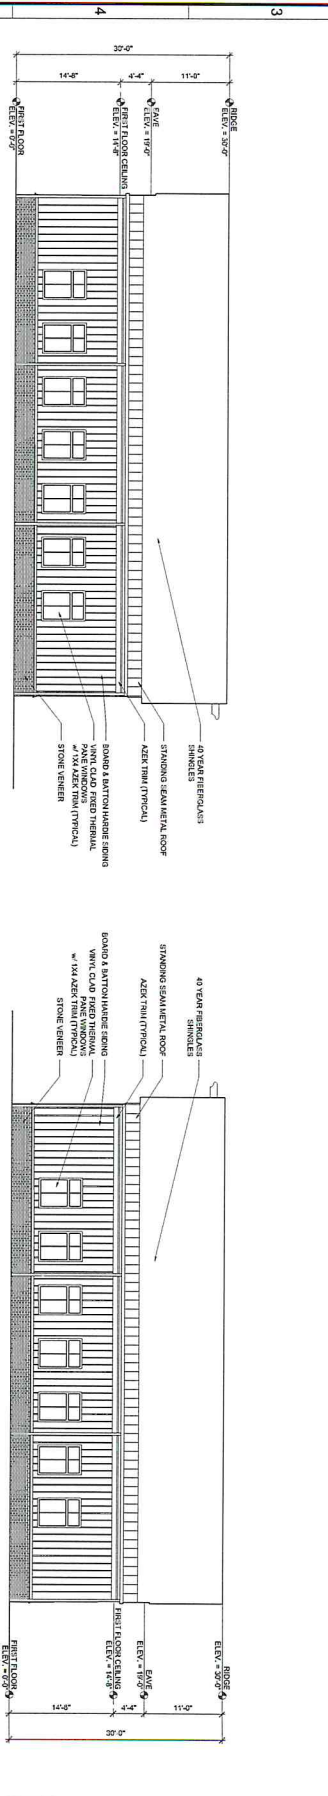 4
3
30'-0"
14'-8"
4'-4"
11'-0"
RIDGE
ELEV. = 30'-0"
EAVE
ELEV. = 19'-0"
FIRST FLOOR CEILING
ELEV. = 14'-8"
FIRST FLOOR
ELEV. = 0'-0"
40 YEAR FIBERGLASS
SHINGLES
STANDING SEAM METAL ROOF
AZEK TRIM (TYPICAL)
BOARD & BATTON HARDIE SIDING
VINYL CLAD FIXED THERMAL
PANE WINDOWS
w/ 1X4 AZEK TRIM (TYPICAL)
STONE VENEER
40 YEAR FIBERGLASS
SHINGLES
STANDING SEAM METAL ROOF
AZEK TRIM (TYPICAL)
BOARD & BATTON HARDIE SIDING
VINYL CLAD FIXED THERMAL
PANE WINDOWS
w/ 1X4 AZEK TRIM (TYPICAL)
STONE VENEER
RIDGE
ELEV. = 30'-0"
EAVE
ELEV. = 19'-0"
FIRST FLOOR CEILING
ELEV. = 14'-8"
FIRST FLOOR
ELEV. = 0'-0"
11'-0"
4'-4"
14'-8"
30'-0"